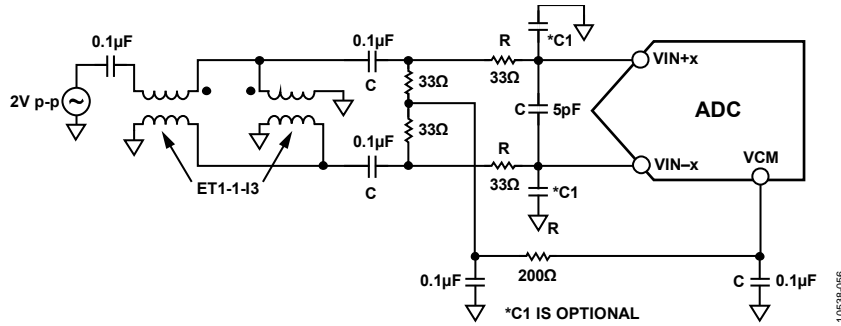 0.1µF
2V p-p
ET1-1-I3
0.1µF
C
0.1µF
C
33Ω
33Ω
R
33Ω
R
33Ω
*C1
C
5pF
*C1
R
VIN+x
ADC
VIN–x
VCM
0.1µF
200Ω
C
0.1µF
*C1 IS OPTIONAL
10538-056